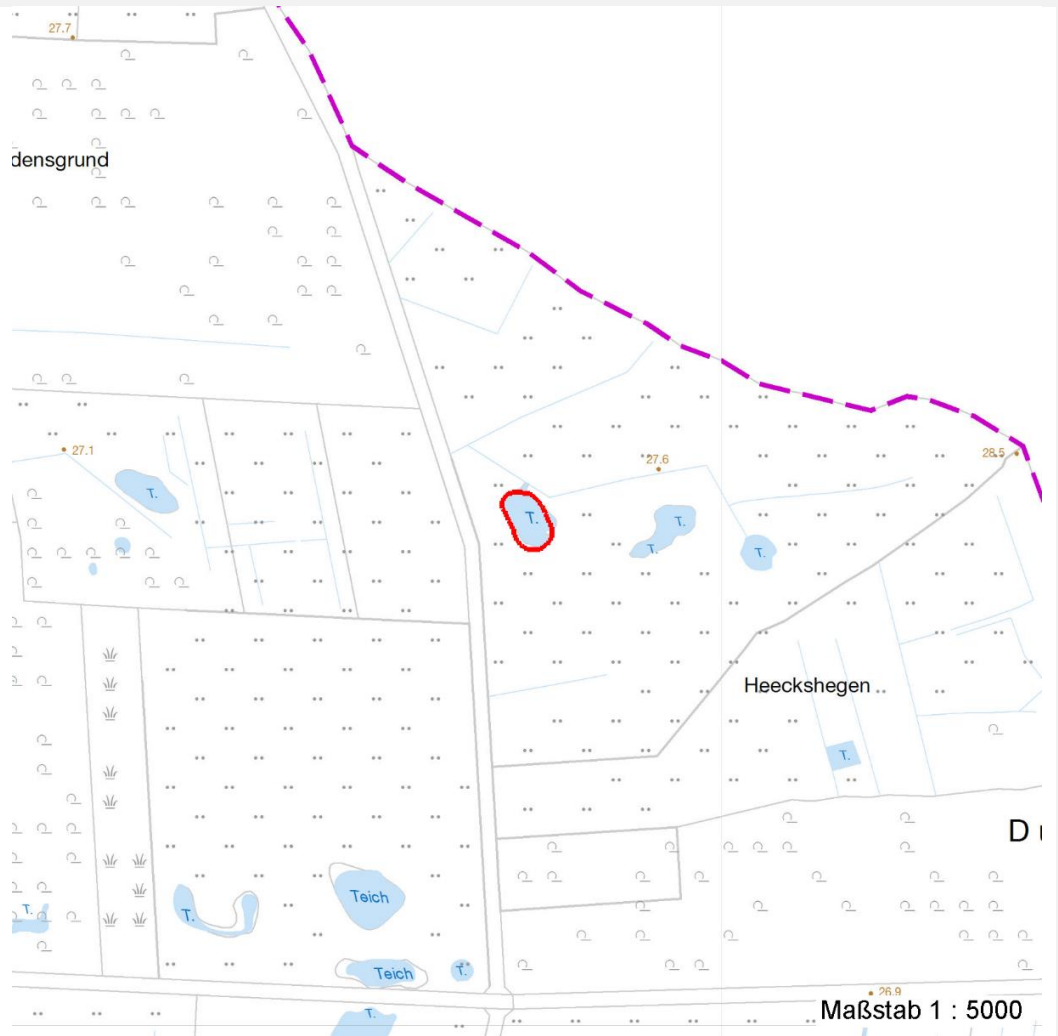 27.7
densgrund
27.1
T.
27.6
28.5
T.
T.
T.
T.
Heeckshegen
T.
D
T.
T.
Teich
Teich
T.
T.
26.9
Maßstab 1 : 5000